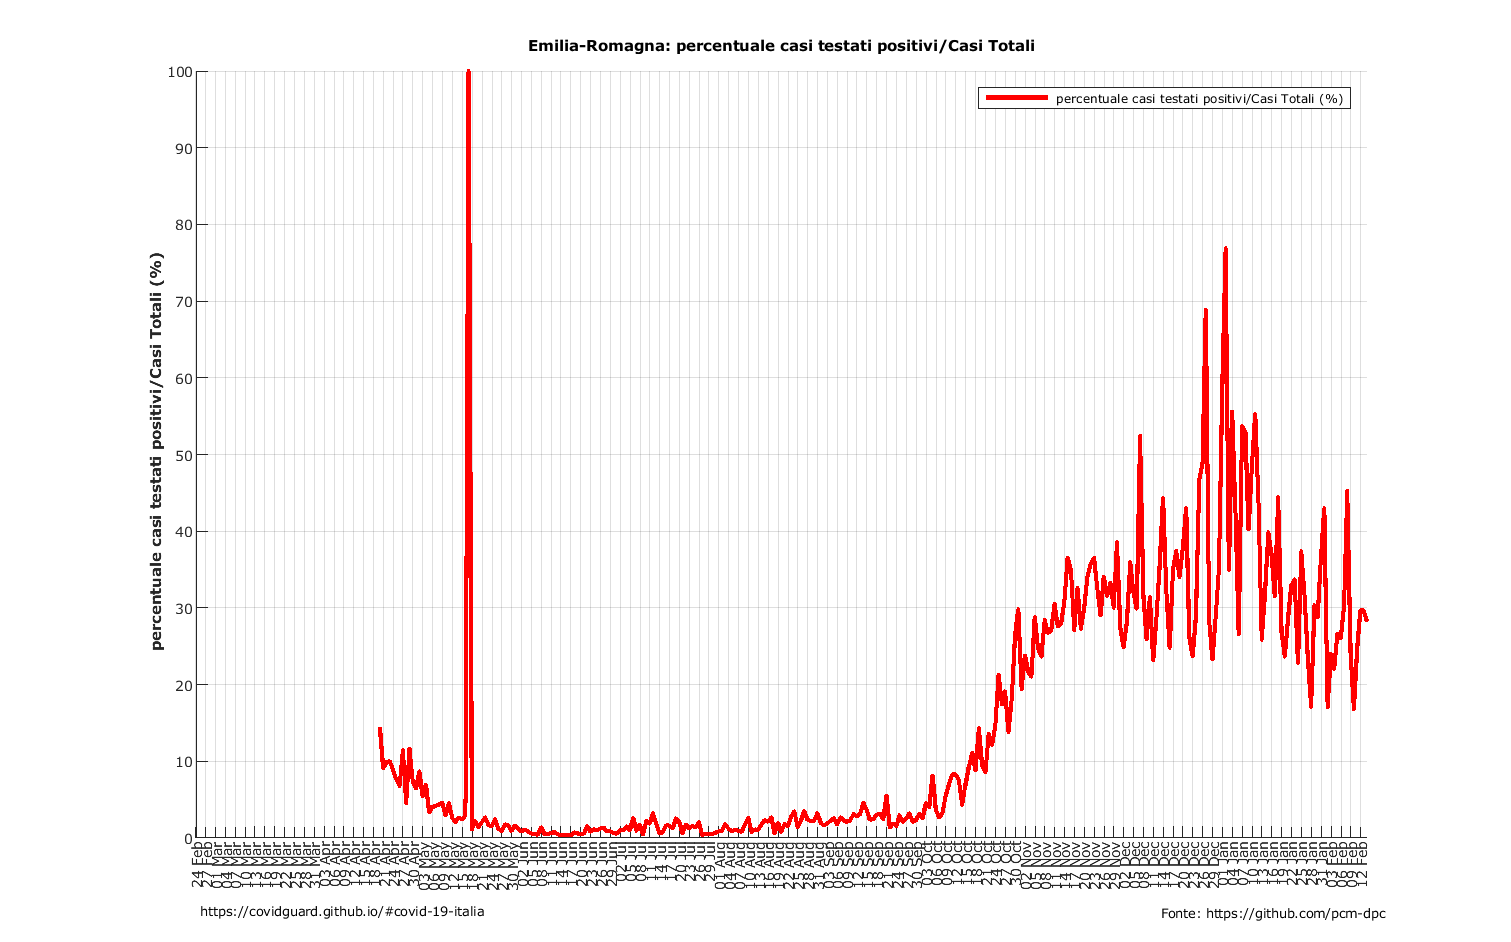 Emilia-Romagna: percentuale casi testati positivi/Casi Totali
percentuale casi testati positivi/Casi Totali (%)
percentuale casi testati positivi/Casi Totali (%)
100
90
80
70
60
50
40
30
20
10
0
24 Feb
27 Feb
01 Mar
04 Mar
07 Mar
10 Mar
13 Mar
16 Mar
19 Mar
22 Mar
25 Mar
28 Mar
31 Mar
03 Apr
06 Apr
09 Apr
12 Apr
15 Apr
18 Apr
21 Apr
24 Apr
27 Apr
30 Apr
03 May
06 May
09 May
12 May
15 May
18 May
21 May
24 May
27 May
30 May
02 Jun
05 Jun
08 Jun
11 Jun
14 Jun
17 Jun
20 Jun
23 Jun
26 Jun
29 Jun
02 Jul
05 Jul
08 Jul
11 Jul
14 Jul
17 Jul
20 Jul
23 Jul
26 Jul
29 Jul
01 Aug
04 Aug
07 Aug
10 Aug
13 Aug
16 Aug
19 Aug
22 Aug
25 Aug
28 Aug
31 Aug
03 Sep
06 Sep
09 Sep
12 Sep
15 Sep
18 Sep
21 Sep
24 Sep
27 Sep
30 Sep
03 Oct
06 Oct
09 Oct
12 Oct
15 Oct
18 Oct
21 Oct
24 Oct
27 Oct
30 Oct
02 Nov
05 Nov
08 Nov
11 Nov
14 Nov
17 Nov
20 Nov
23 Nov
26 Nov
29 Nov
02 Dec
05 Dec
08 Dec
11 Dec
14 Dec
17 Dec
20 Dec
23 Dec
26 Dec
29 Dec
01 Jan
04 Jan
07 Jan
10 Jan
13 Jan
16 Jan
19 Jan
22 Jan
25 Jan
28 Jan
31 Jan
03 Feb
06 Feb
09 Feb
12 Feb
https://covidguard.github.io/#covid-19-italia
Fonte: https://github.com/pcm-dpc